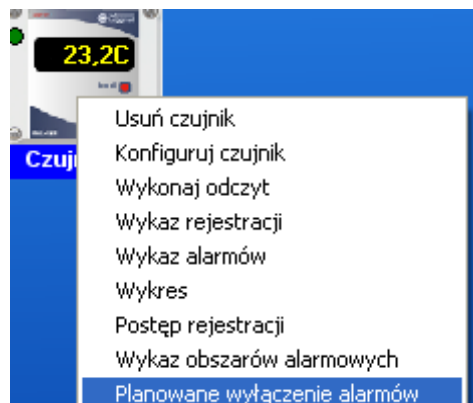 23,2C
Czuj
Usuń czujnik
Konfiguruj czujnik
Wykonaj odczyt
Wykaz rejestracji
Wykaz alarmów
Wykres
Postęp rejestracji
Wykaz obszarów alarmowych
Planowane wyłączenie alarmów